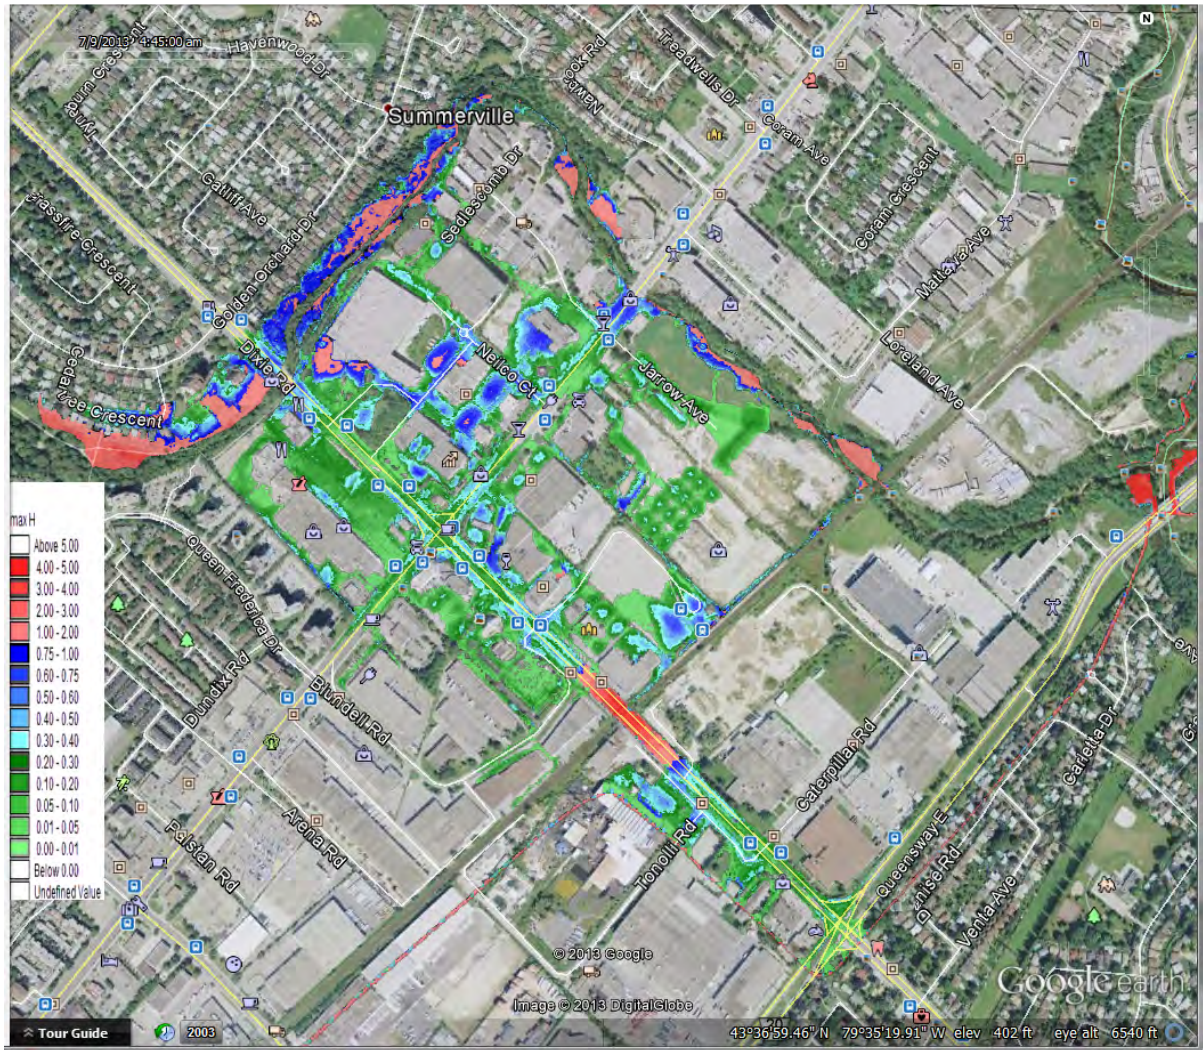 7/9/2013 4:45:00 am
N
Havenwood Dr
Treadwells Dr
Summerville
Coram Ave
Gatliff Ave
Sedlescomb Dr
Coram Crescent
Mattawa Ave
Golden Orchard Dr
Dixie Rd
Loreland Ave
Nelco Ct
Jarrow Ave
Cedar Tree Crescent
max H
Above 5.00
4.00 - 5.00
3.00 - 4.00
2.00 - 3.00
1.00 - 2.00
0.75 - 1.00
0.60 - 0.75
0.50 - 0.60
0.40 - 0.50
0.30 - 0.40
0.20 - 0.30
0.10 - 0.20
0.05 - 0.10
0.01 - 0.05
0.00 - 0.01
Below 0.00
Undefined Value
Queen Frederica Dr
Dundix Rd
Blundell Rd
Arena Rd
Caterpillar Rd
Carletta Dr
Tonolli Rd
Queensway E
Venta Ave
© 2013 Google
Image © 2013 DigitalGlobe
Google earth
Tour Guide
2003
43°36'59.46" N 79°35'19.91" W elev 402 ft eye alt 6540 ft